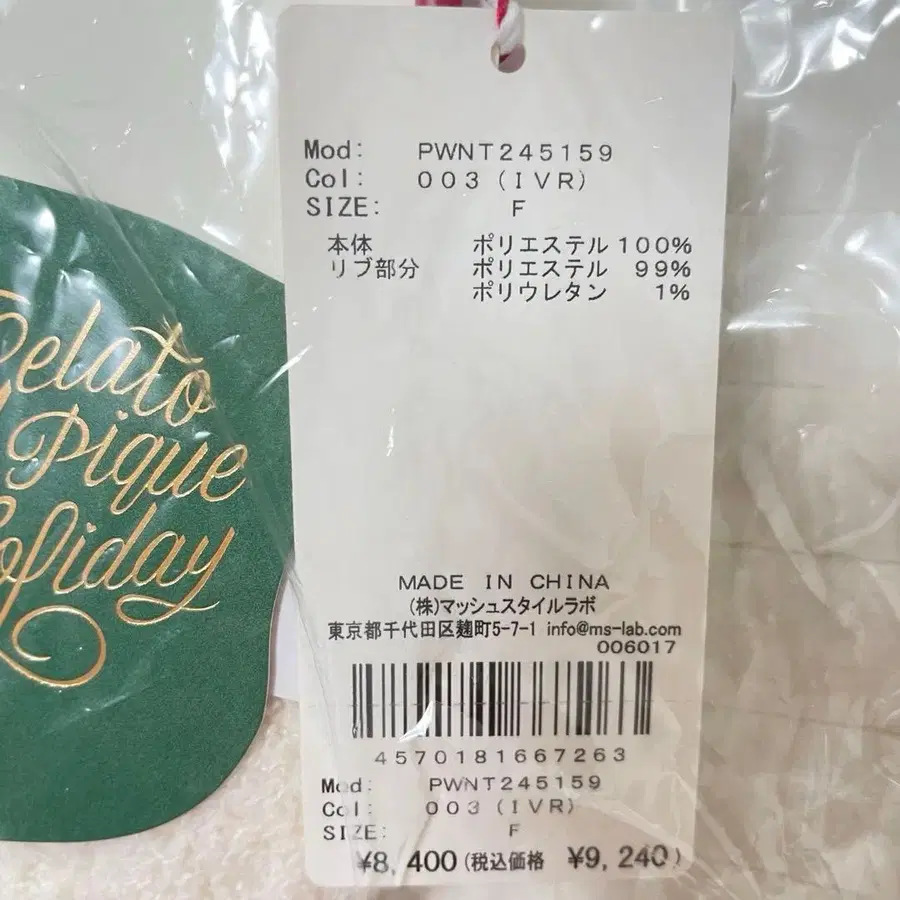 Gelato
Pique
Holiday
Mod: PWNT245159
Col: 003 (IVR)
SIZE: F
本体 ポリエステル 100%
リブ部分 ポリエステル 99%
ポリウレタン 1%
MADE IN CHINA
(株)マッシュスタイルラボ
東京都千代田区麹町5-7-1 info@ms-lab.com
006017
4570181667263
Mod: PWNT245159
Col: 003 (IVR)
SIZE: F
¥8,400(税込価格 ¥9,240)